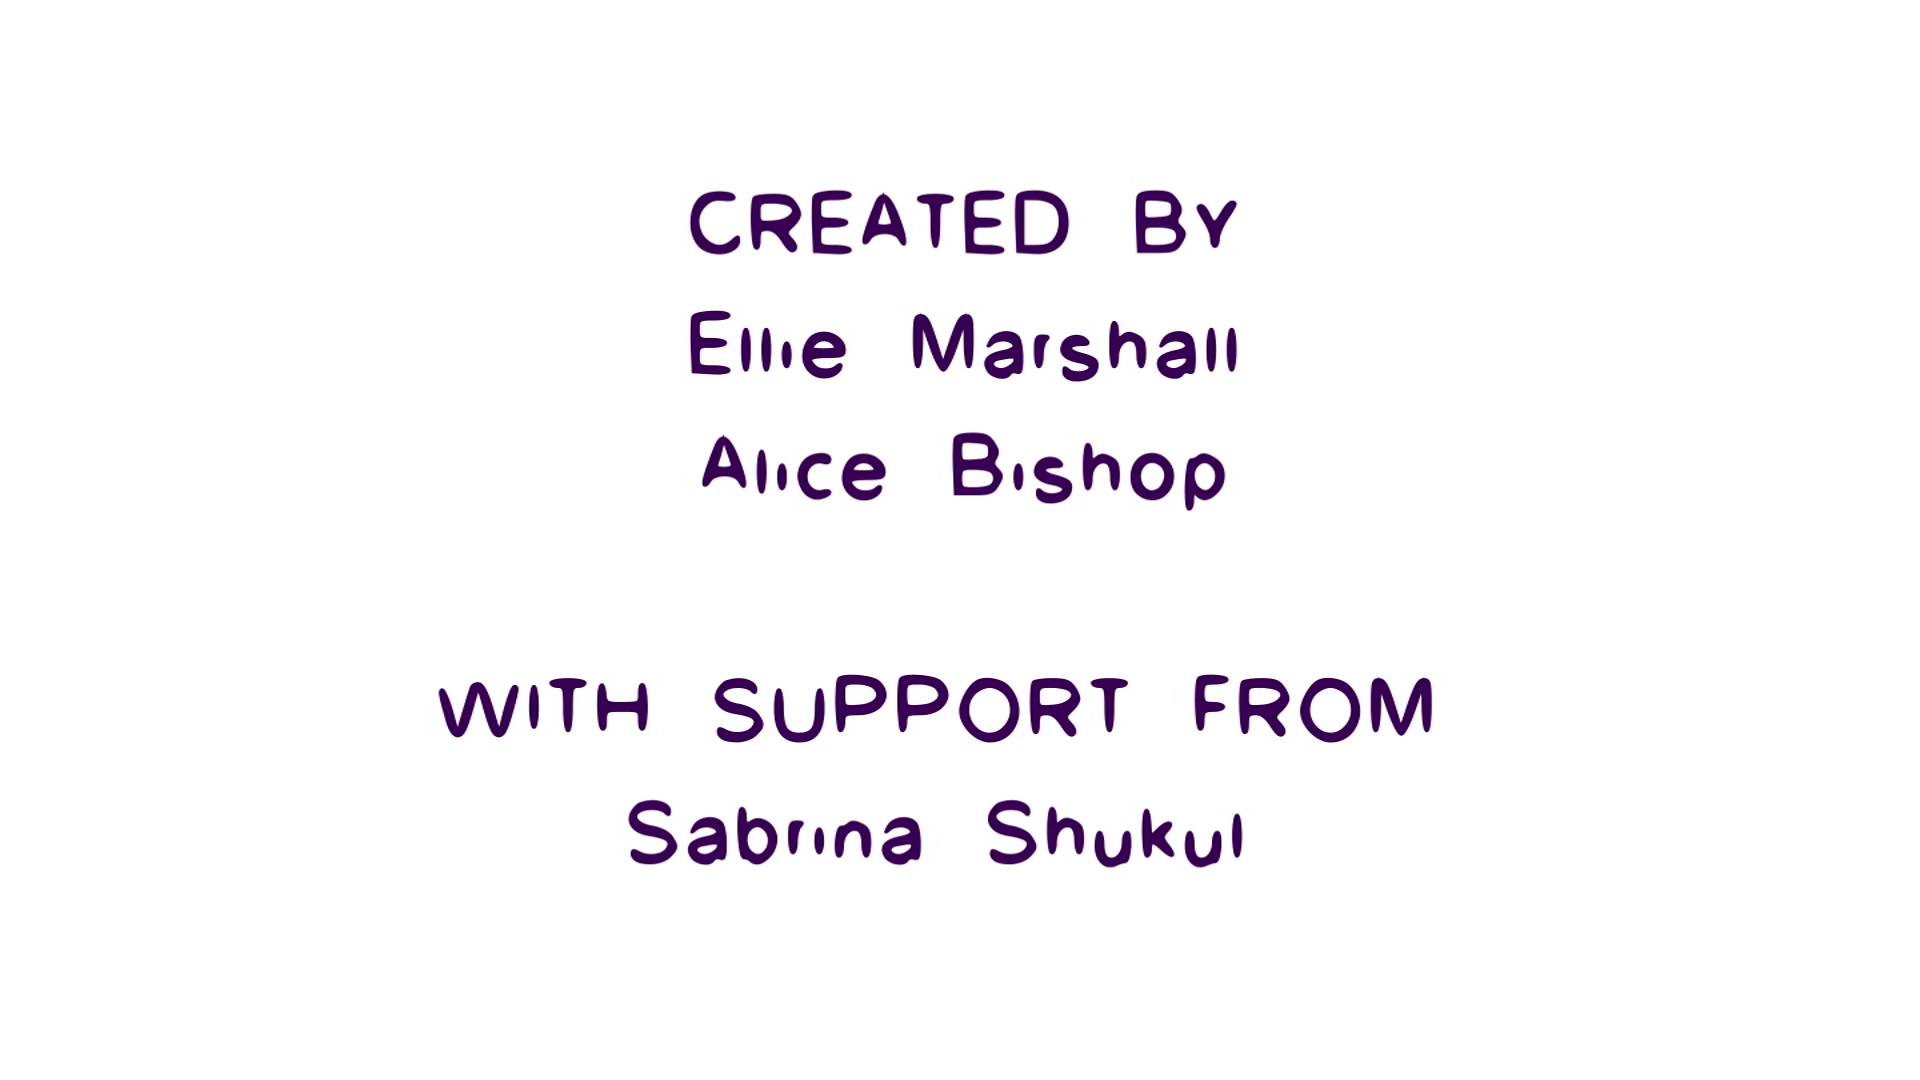 CREATED BY
Ellie Marshall
Alice Bishop
WITH SUPPORT FROM
Sabrina Shukul